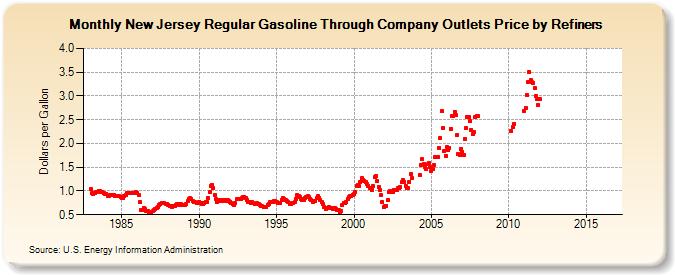 Monthly New Jersey Regular Gasoline Through Company Outlets Price by Refiners
Dollars per Gallon
4.0
3.5
3.0
2.5
2.0
1.5
1.0
0.5
1985 1990 1995 2000 2005 2010 2015
Source: U.S. Energy Information Administration